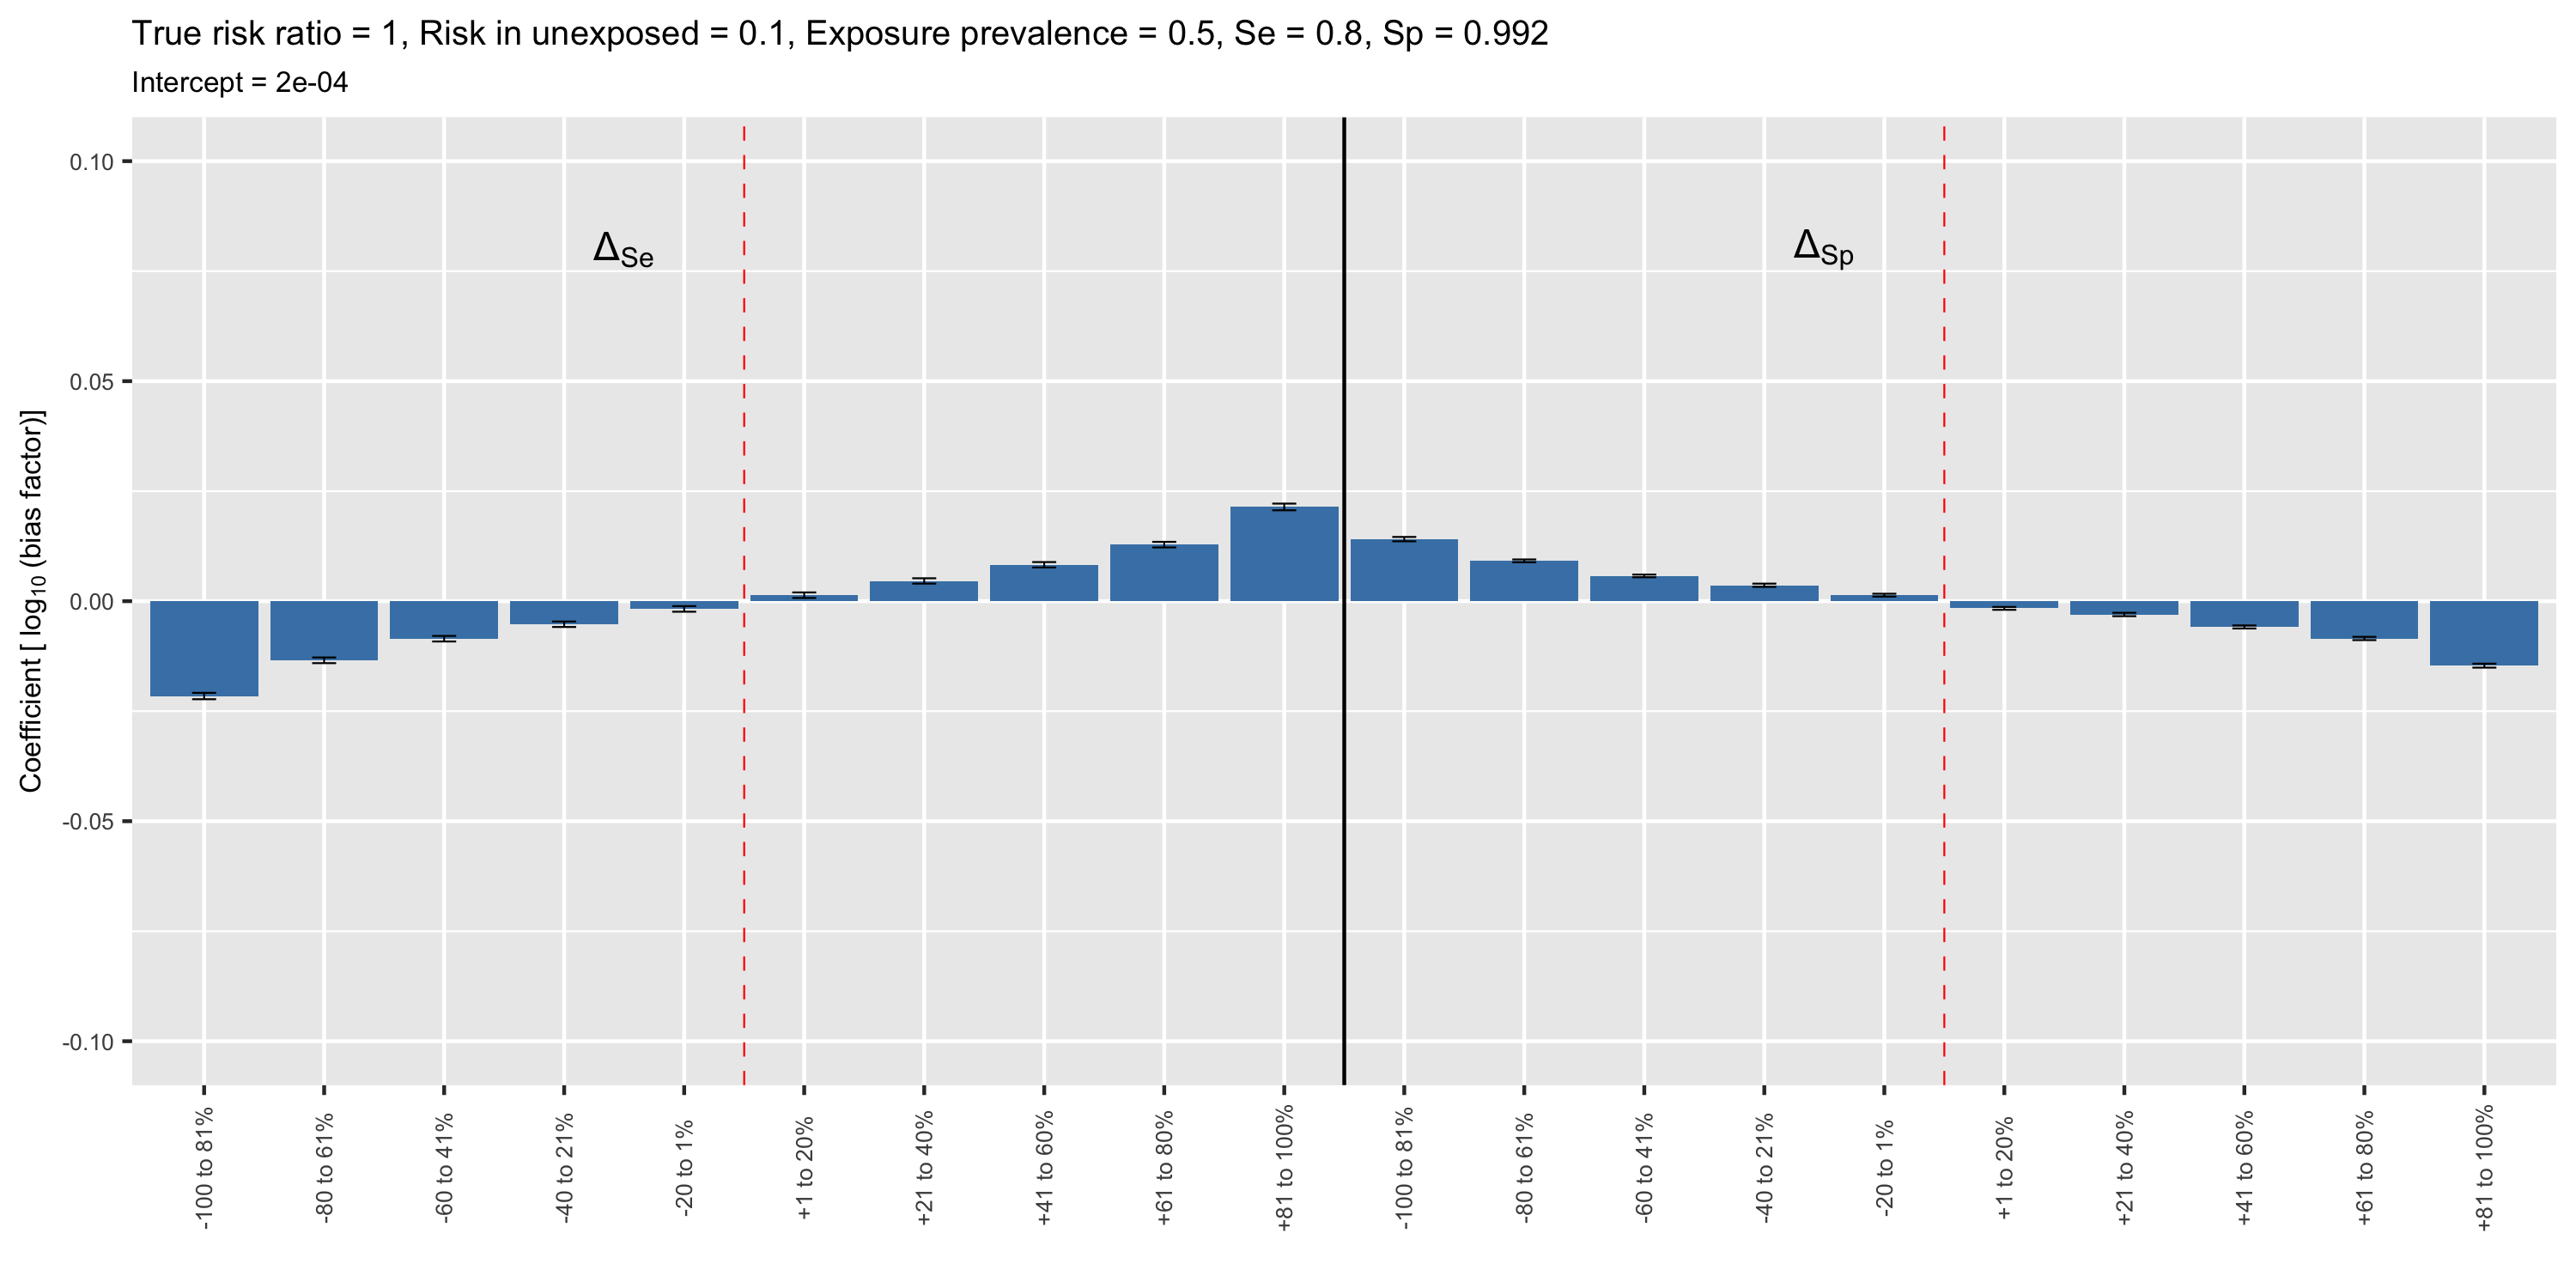 True risk ratio = 1, Risk in unexposed = 0.1, Exposure prevalence = 0.5, Se = 0.8, Sp = 0.992
Intercept = 2e-04
Coefficient [ log10 (bias factor)]
0.10
0.05
0.00
-0.05
-0.10
ΔSe
ΔSp
-100 to 81%
-80 to 61%
-60 to 41%
-40 to 21%
-20 to 1%
+1 to 20%
+21 to 40%
+41 to 60%
+61 to 80%
+81 to 100%
-100 to 81%
-80 to 61%
-60 to 41%
-40 to 21%
-20 to 1%
+1 to 20%
+21 to 40%
+41 to 60%
+61 to 80%
+81 to 100%